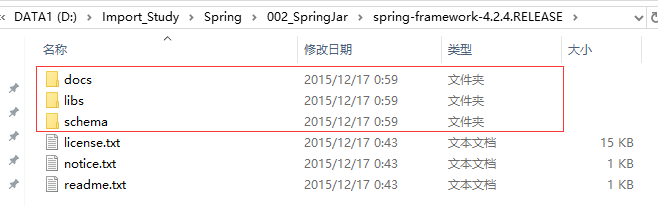 DATA1 (D:) > Import_Study > Spring > 002_SpringJar > spring-framework-4.2.4.RELEASE >
名称 修改日期 类型 大小
docs 2015/12/17 0:59 文件夹
libs 2015/12/17 0:59 文件夹
schema 2015/12/17 0:59 文件夹
license.txt 2015/12/17 0:43 文本文档 15 KB
notice.txt 2015/12/17 0:43 文本文档 1 KB
readme.txt 2015/12/17 0:43 文本文档 1 KB